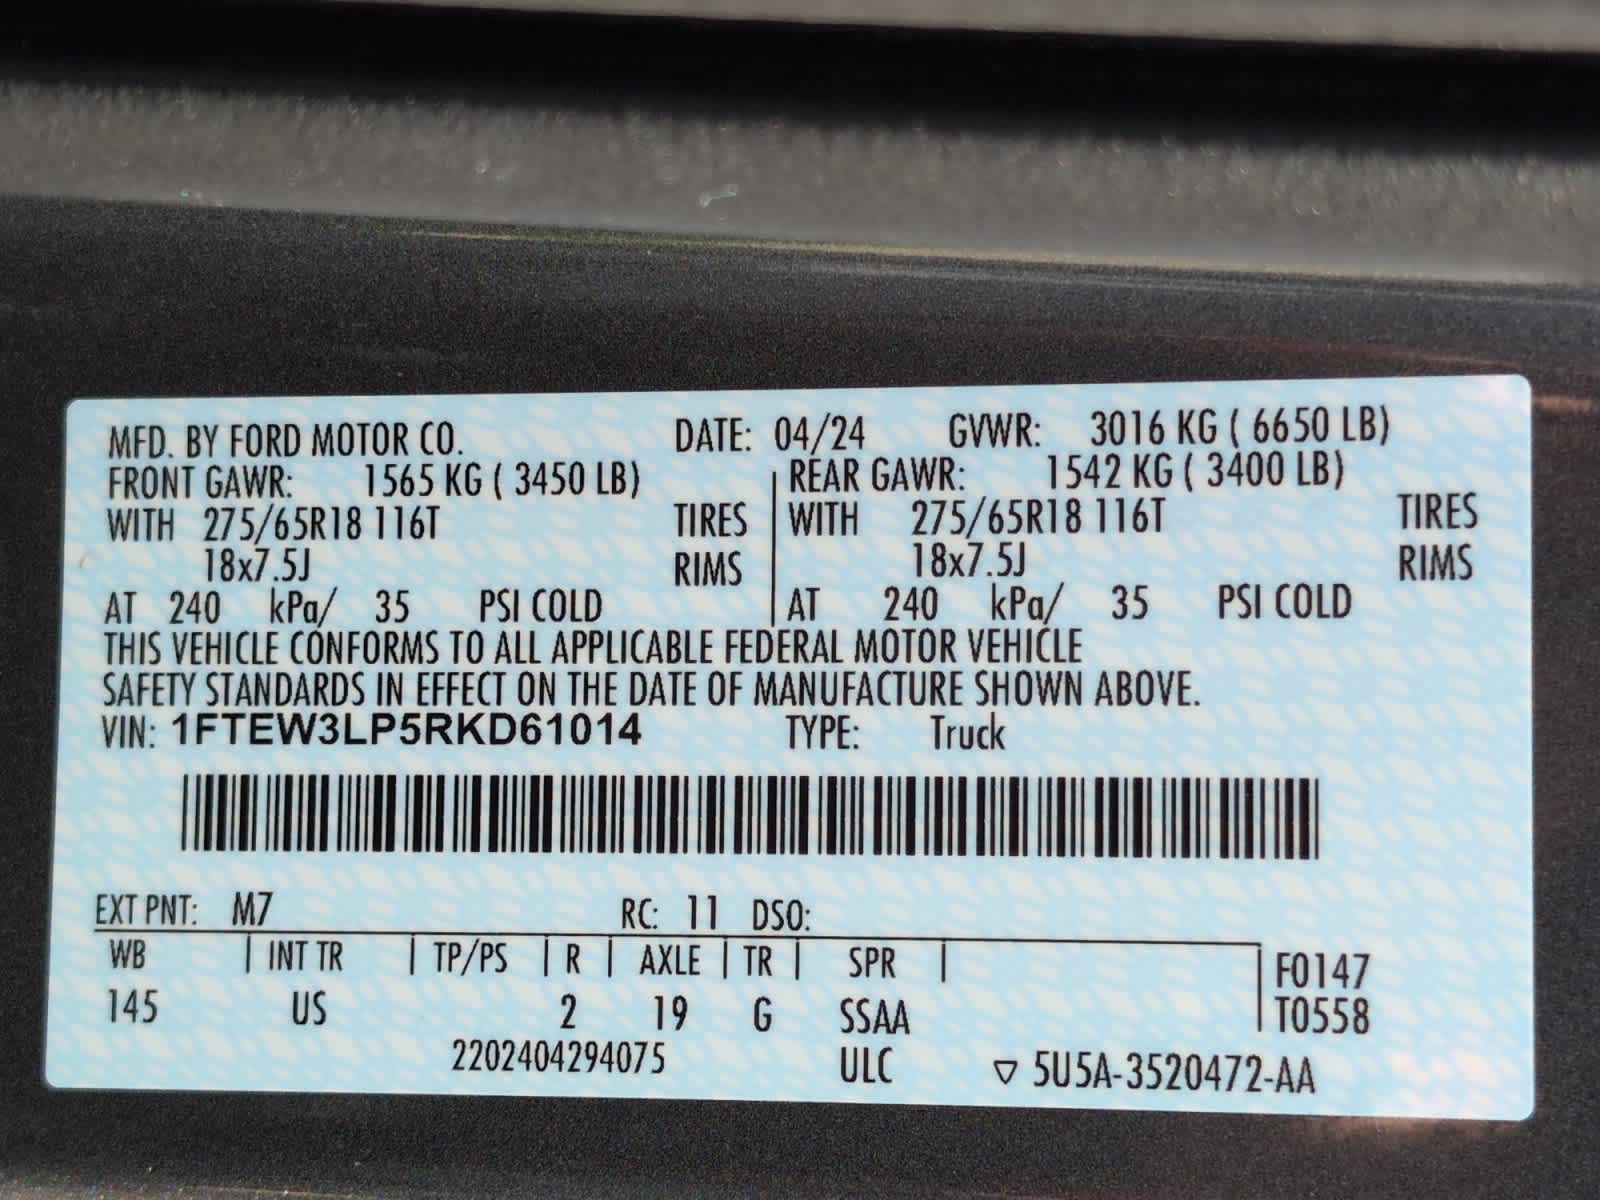 MFD. BY FORD MOTOR CO. DATE: 04/24 GVWR: 3016 KG ( 6650 LB)
FRONT GAWR: 1565 KG ( 3450 LB) REAR GAWR: 1542 KG ( 3400 LB)
WITH 275/65R18 116T TIRES WITH 275/65R18 116T TIRES
18x7.5J RIMS 18x7.5J RIMS
AT 240 kPa/ 35 PSI COLD AT 240 kPa/ 35 PSI COLD
THIS VEHICLE CONFORMS TO ALL APPLICABLE FEDERAL MOTOR VEHICLE
SAFETY STANDARDS IN EFFECT ON THE DATE OF MANUFACTURE SHOWN ABOVE.
VIN: 1FTEW3LP5RKD61014 TYPE: Truck
EXT PNT: M7 RC: 11 DSO:
WB | INT TR | TP/PS | R | AXLE | TR | SPR | F0147
145 US 2 19 G SSAA T0558
2202404294075 ULC ▽ 5U5A-3520472-AA